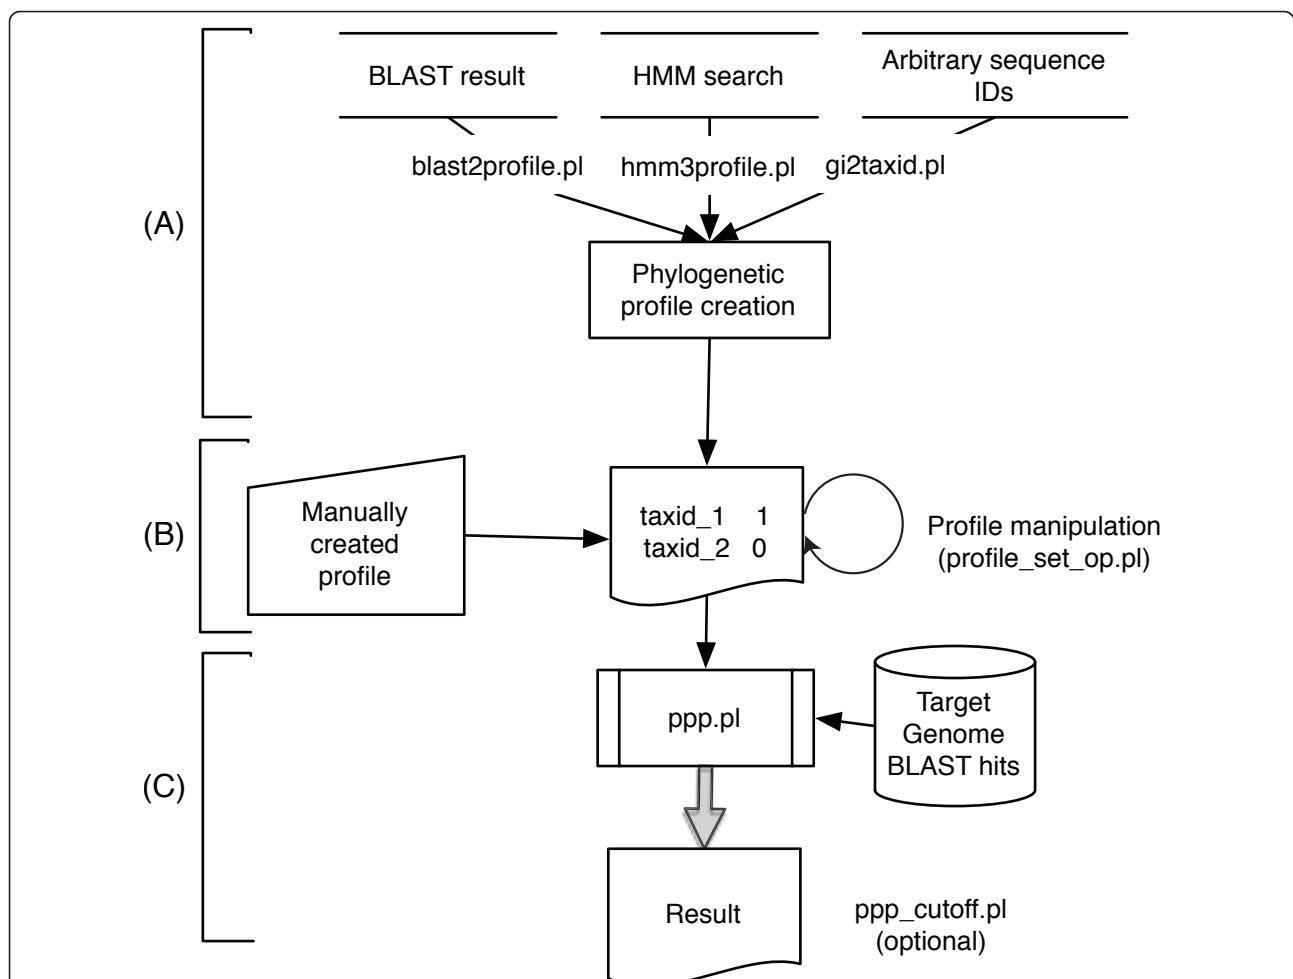 BLAST result
HMM search
Arbitrary sequence
IDs
blast2profile.pl
hmm3profile.pl
gi2taxid.pl
(A)
Phylogenetic
profile creation
(B)
Manually
created
profile
taxid_1 1
taxid_2 0
Profile manipulation
(profile_set_op.pl)
(C)
ppp.pl
Target
Genome
BLAST hits
Result
ppp_cutoff.pl
(optional)